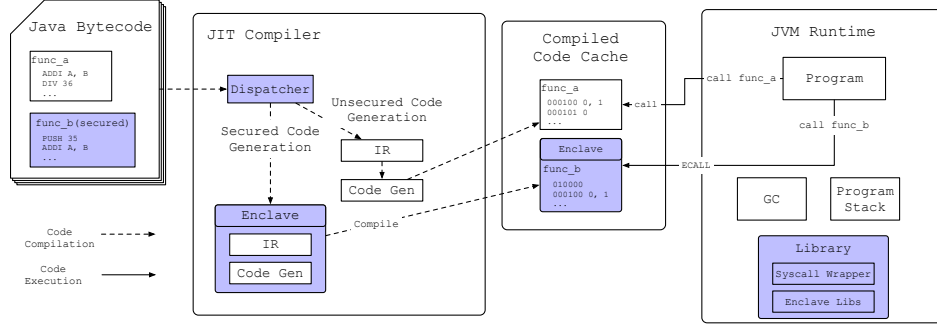 Java Bytecode
func_a
ADDI A, B
DIV 36
...
func_b(secured)
PUSH 35
ADDI A, B
...
Code
Compilation
Code
Execution
JIT Compiler
Dispatcher
Unsecured Code
Generation
Secured Code
Generation
IR
Code Gen
Enclave
IR
Code Gen
Compile
Compiled
Code Cache
func_a
000100 0, 1
000101 0
...
Enclave
func_b
010000
000100 0, 1
...
call
call func_a
call func_b
ECALL
JVM Runtime
Program
GC
Program
Stack
Library
Syscall Wrapper
Enclave Libs